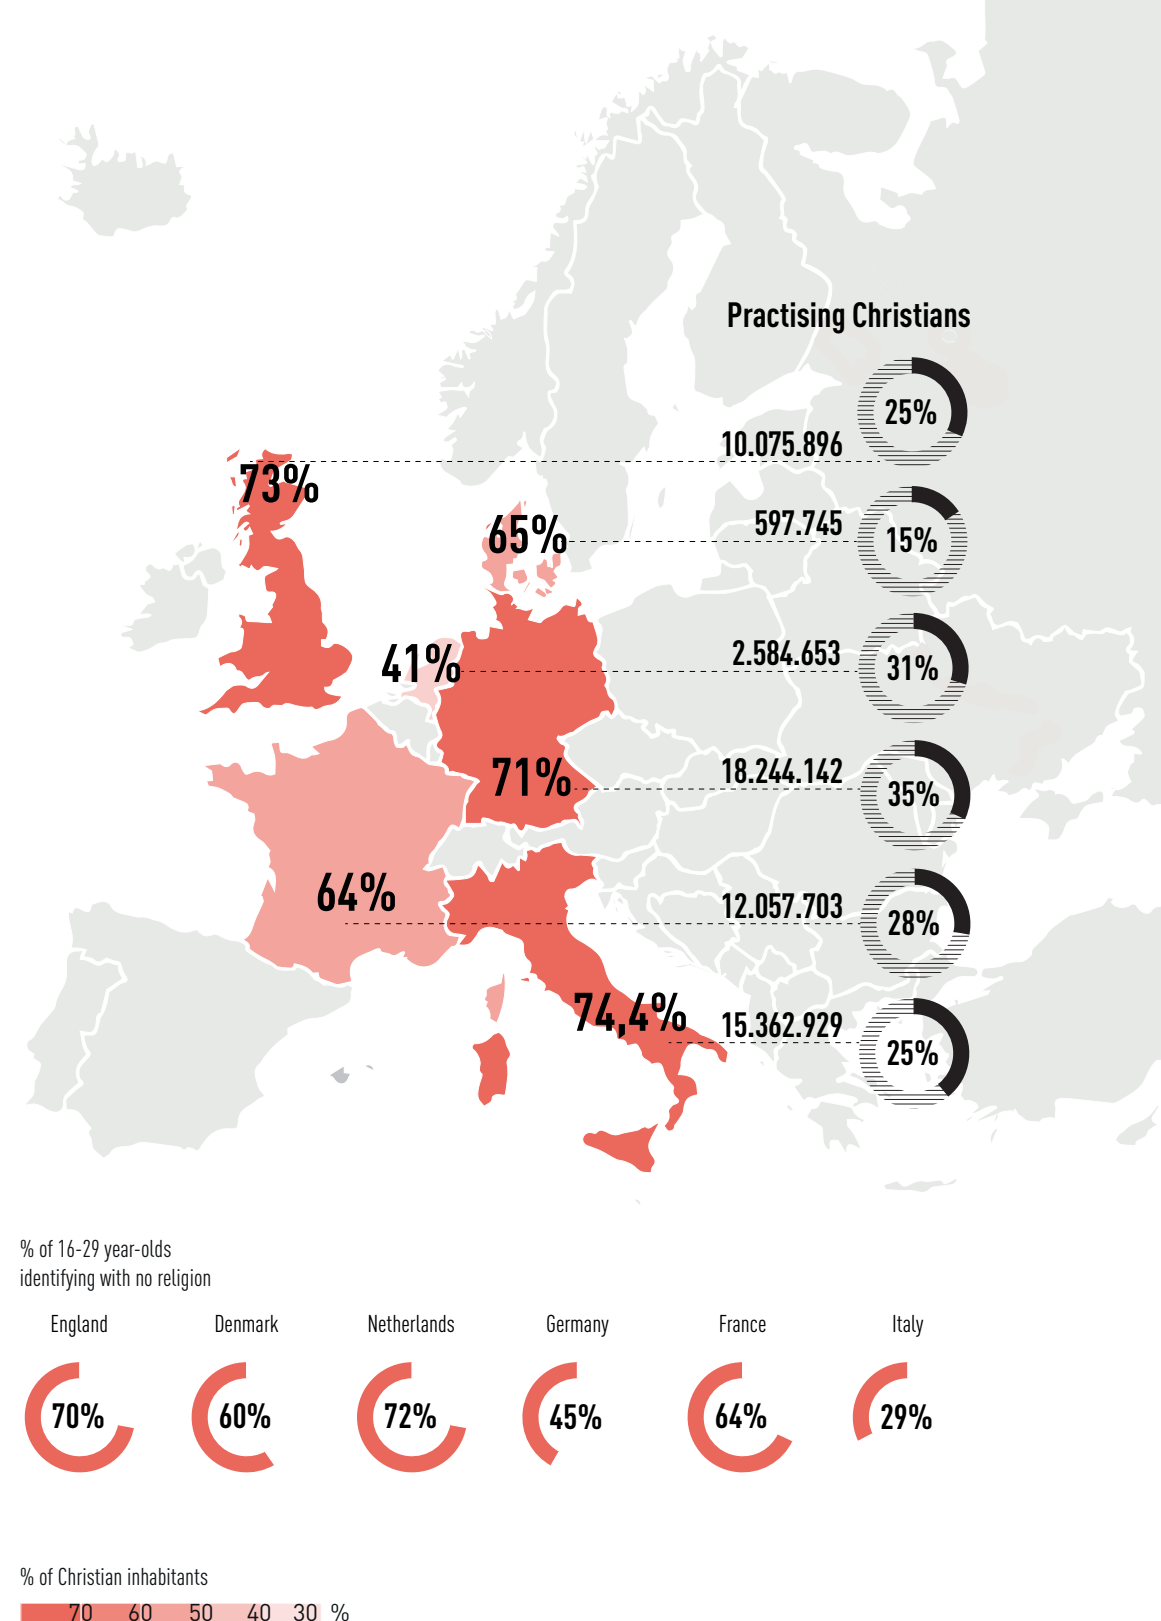 Practising Christians
25%
10.075.896
73%
597.745
65%
15%
2.584.653
41%
31%
18.244.142
71%
35%
12.057.703
64%
28%
74,4%
15.362.929
25%
% of 16-29 year-olds
identifying with no religion
England Denmark Netherlands Germany France Italy
70% 60% 72% 45% 64% 29%
% of Christian inhabitants
70 60 50 40 30 %